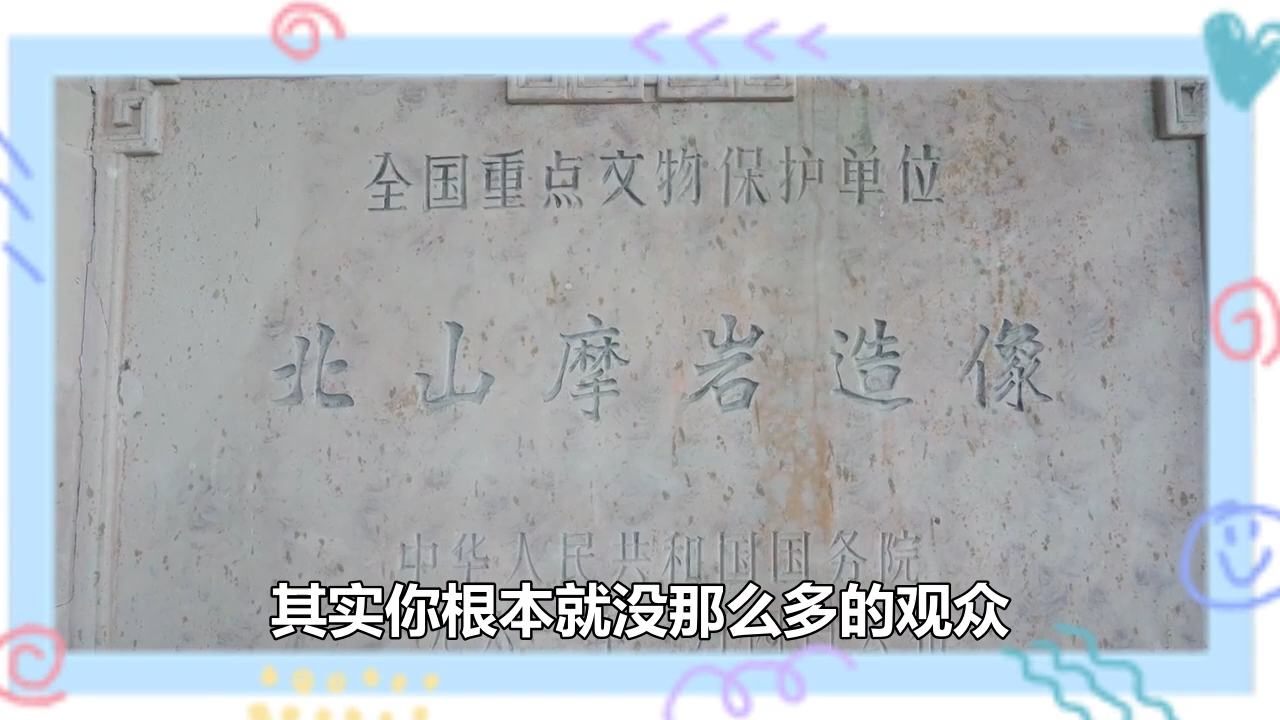 全国重点文物保护单位
北山摩岩造像
中华人民共和国国务院
其实你根本就没那么多的观众